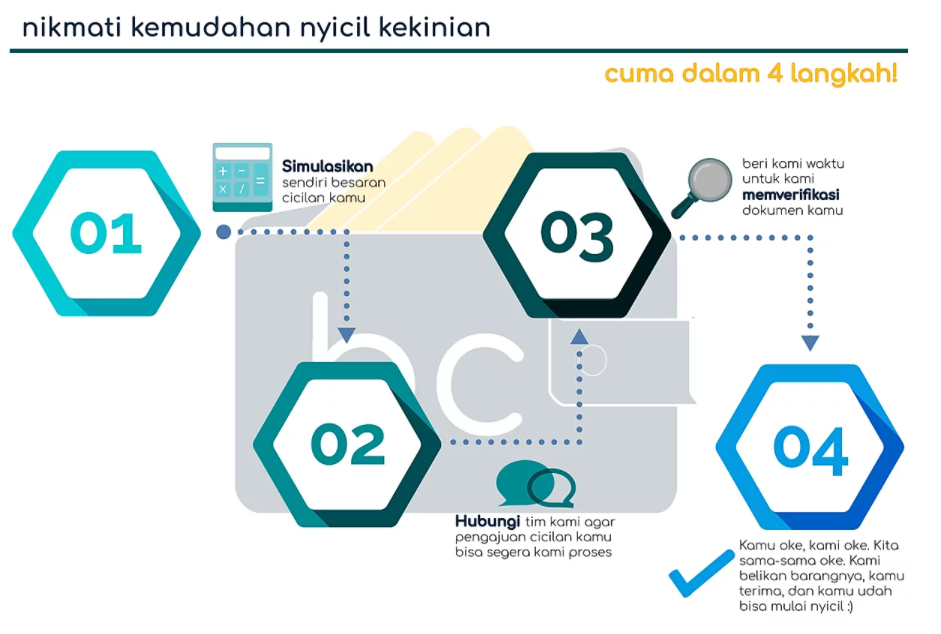 nikmati kemudahan nyicil kekinian
cuma dalam 4 langkah!
01
Simulasikan
sendiri besaran
cicilan kamu
02
Hubungi tim kami agar
pengajuan cicilan kamu
bisa segera kami proses
03
beri kami waktu
untuk kami
memverifikasi
dokumen kamu
04
Kamu oke, kami oke. Kita
sama-sama oke. Kami
belikan barangnya, kamu
terima, dan kamu udah
bisa mulai nyicil :)
hc